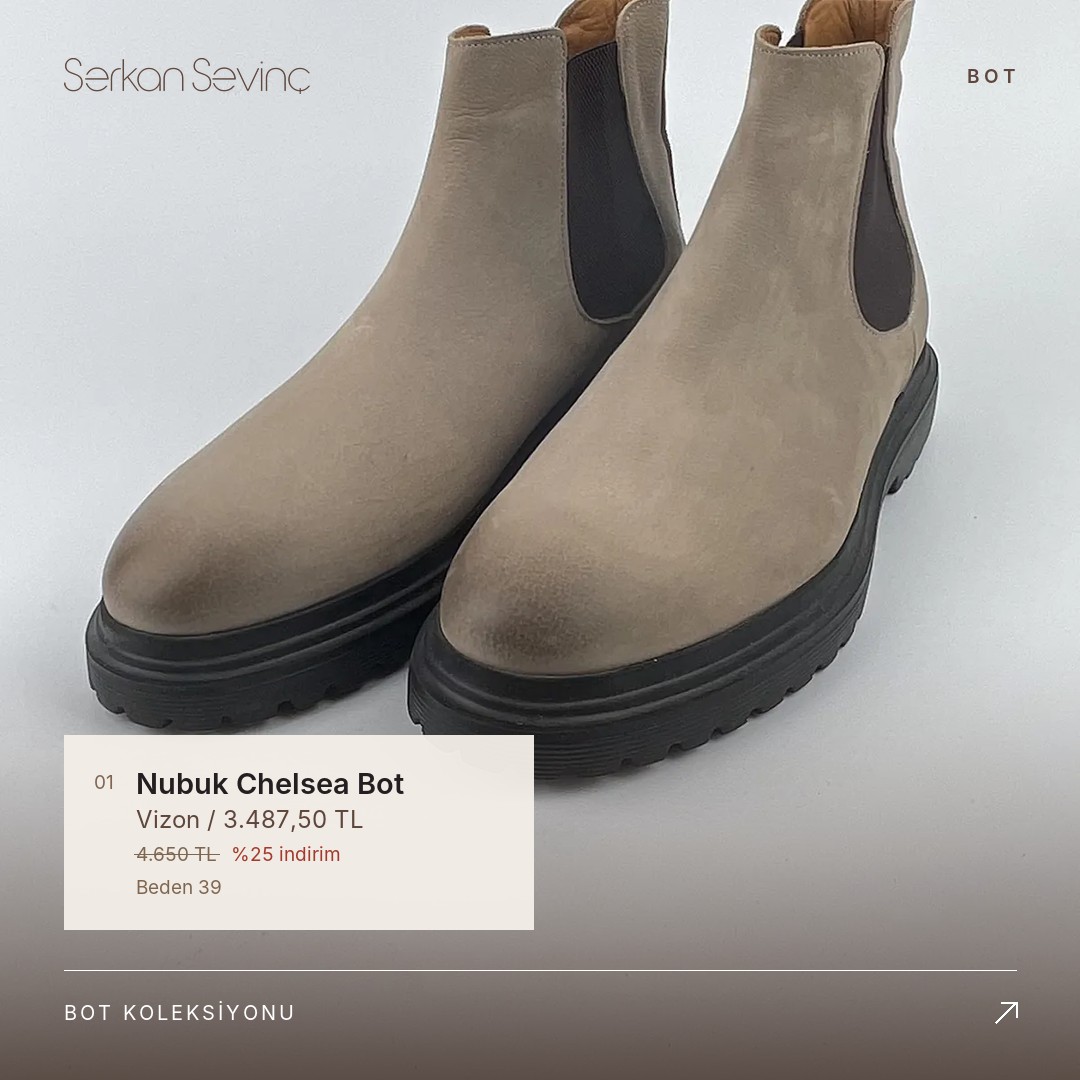 Serkan Sevinç
BOT
01
Nubuk Chelsea Bot
Vizon / 3.487,50 TL
4.650 TL %25 indirim
Beden 39
BOT KOLEKSİYONU